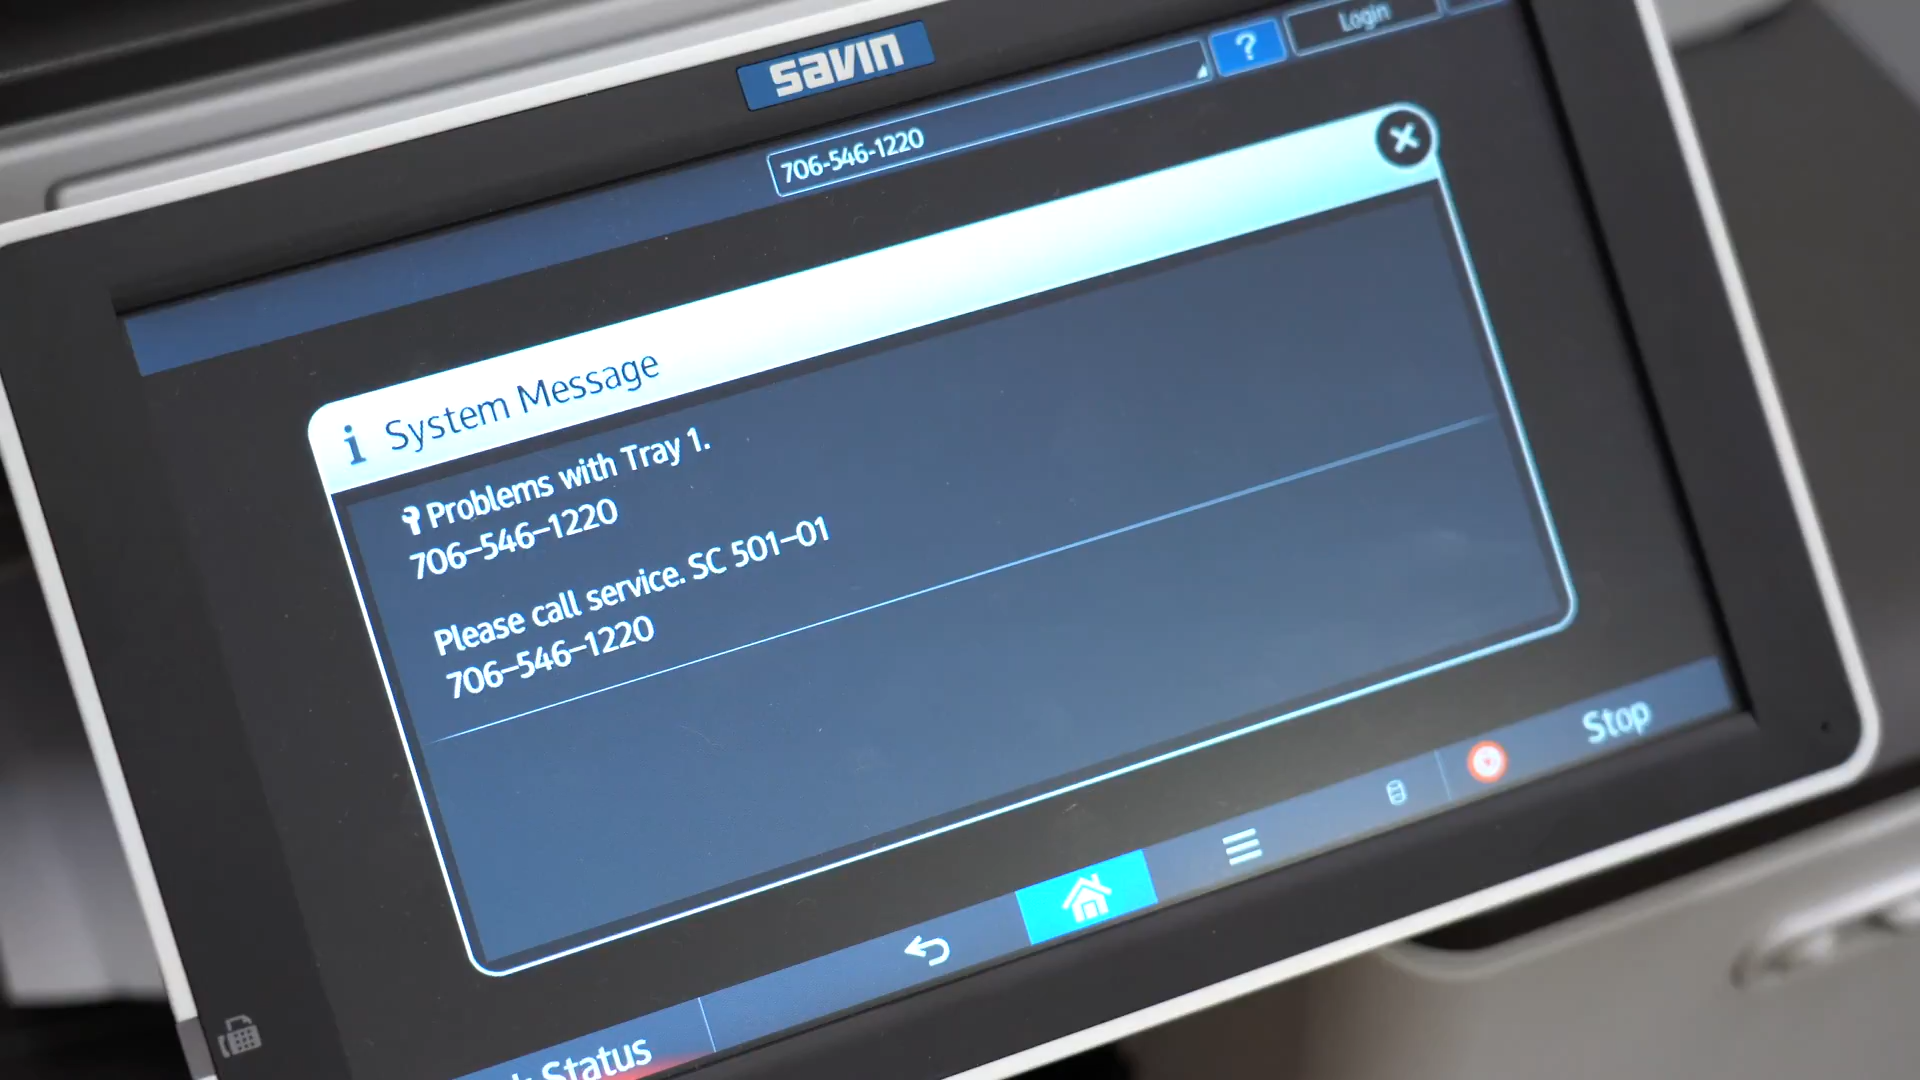 savin
Login
?
706-546-1220
System Message
Problems with Tray 1.
706-546-1220
Please call service. SC 501-01
706-546-1220
Stop
Status